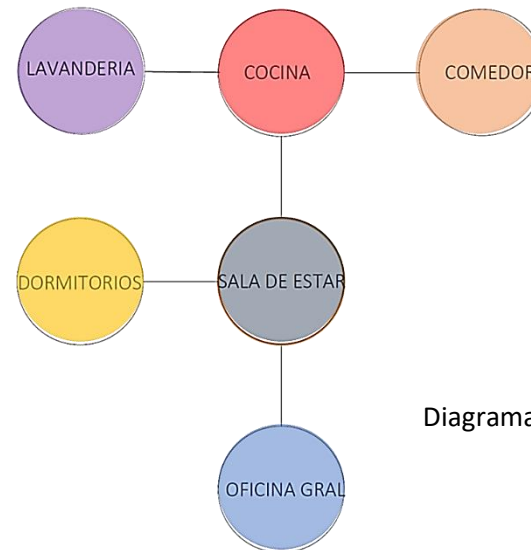 LAVANDERIA
COCINA
COMEDOR
DORMITORIOS
SALA DE ESTAR
Diagrama
OFICINA GRAL